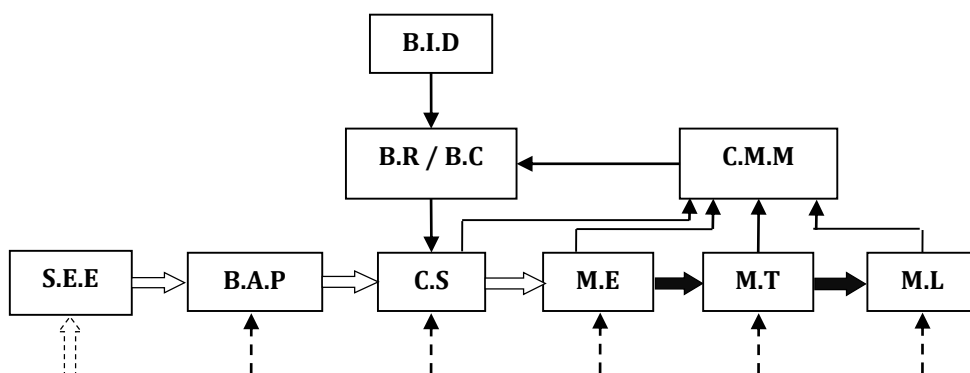 B.I.D
B.R / B.C
C.M.M
S.E.E
B.A.P
C.S
M.E
M.T
M.L